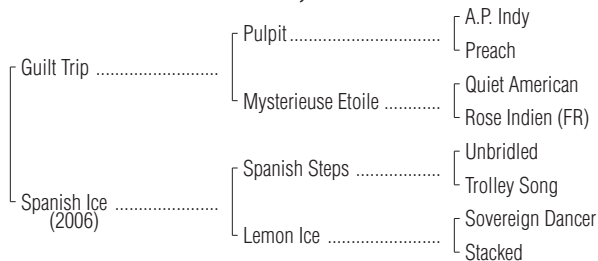 A.P. Indy
Pulpit
Preach
Guilt Trip
Quiet American
Mysterieuse Etoile
Rose Indien (FR)
Unbridled
Spanish Steps
Trolley Song
Spanish Ice
(2006)
Sovereign Dancer
Lemon Ice
Stacked